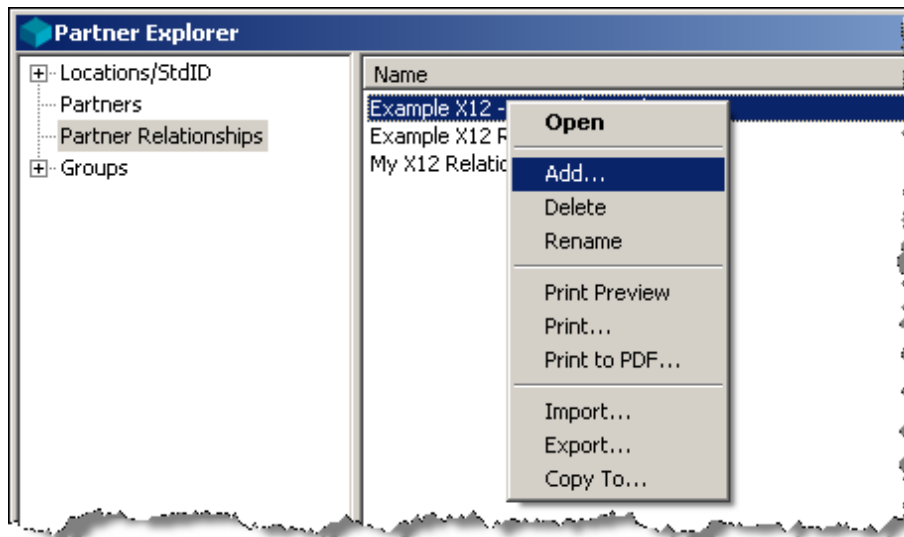 Partner Explorer
Locations/StdID
Partners
Partner Relationships
Groups
Name
Example X12 -
Example X12
My X12
Open
Add...
Delete
Rename
Print Preview
Print...
Print to PDF...
Import...
Export...
Copy To...